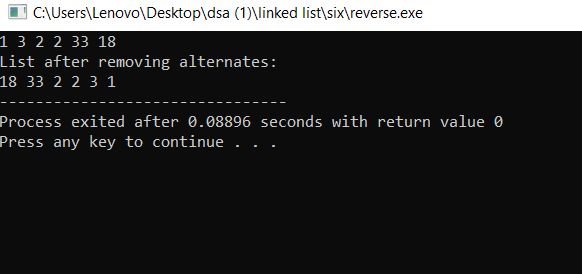 C:\Users\Lenovo\Desktop\dsa (1)\linked list\six\reverse.exe
1 3 2 2 33 18
List after removing alternates:
18 33 2 2 3 1
--------------------------------
Process exited after 0.08896 seconds with return value 0
Press any key to continue . . .